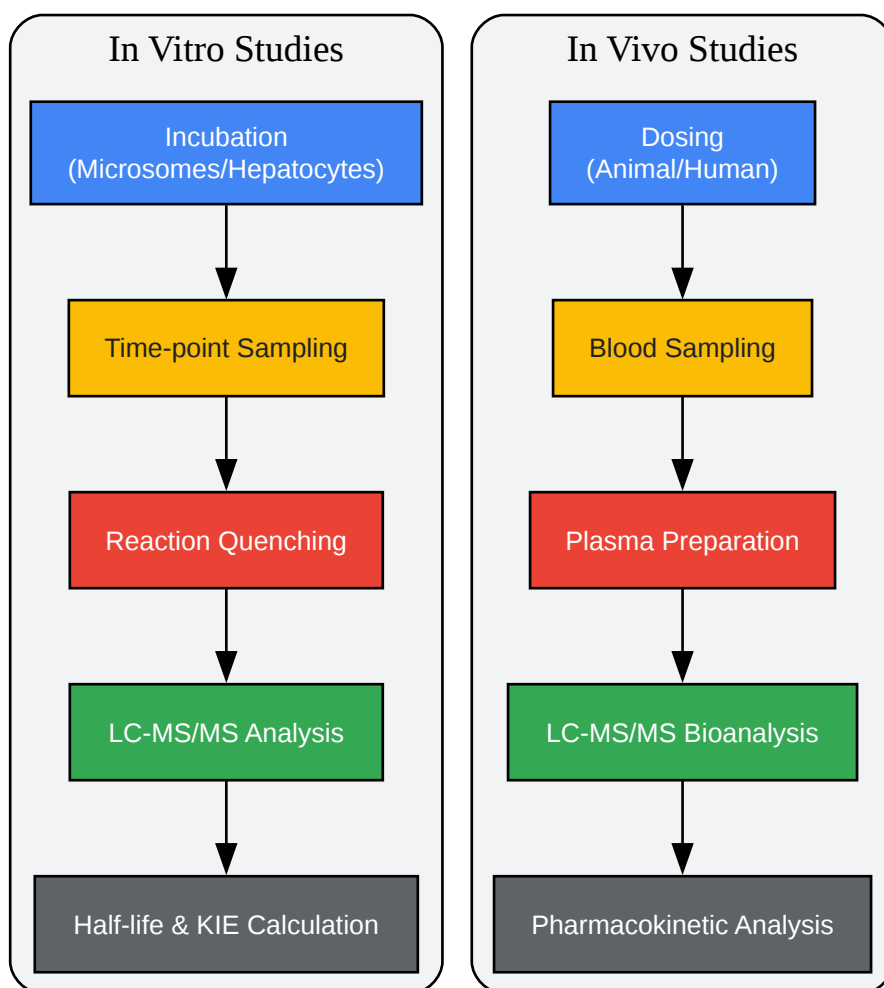 In Vitro Studies
Incubation
(Microsomes/Hepatocytes)
Time-point Sampling
Reaction Quenching
LC-MS/MS Analysis
Half-life & KIE Calculation
In Vivo Studies
Dosing
(Animal/Human)
Blood Sampling
Plasma Preparation
LC-MS/MS Bioanalysis
Pharmacokinetic Analysis